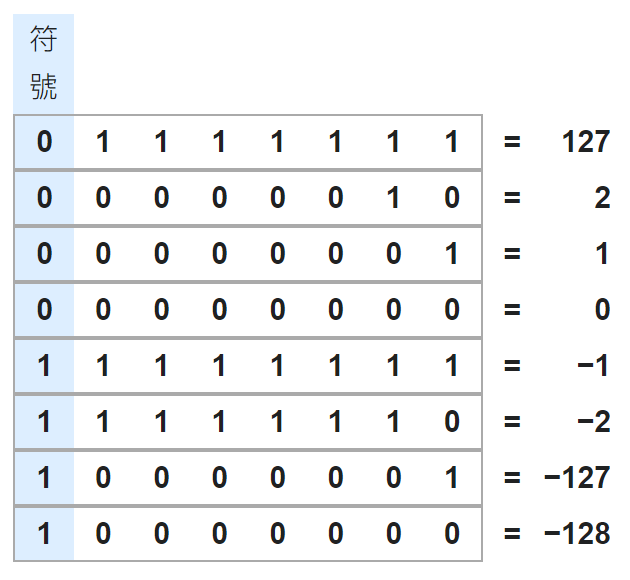 符
號
0 1 1 1 1 1 1 1 = 127
0 0 0 0 0 0 1 0 = 2
0 0 0 0 0 0 0 1 = 1
0 0 0 0 0 0 0 0 = 0
1 1 1 1 1 1 1 1 = −1
1 1 1 1 1 1 1 0 = −2
1 0 0 0 0 0 0 1 = −127
1 0 0 0 0 0 0 0 = −128